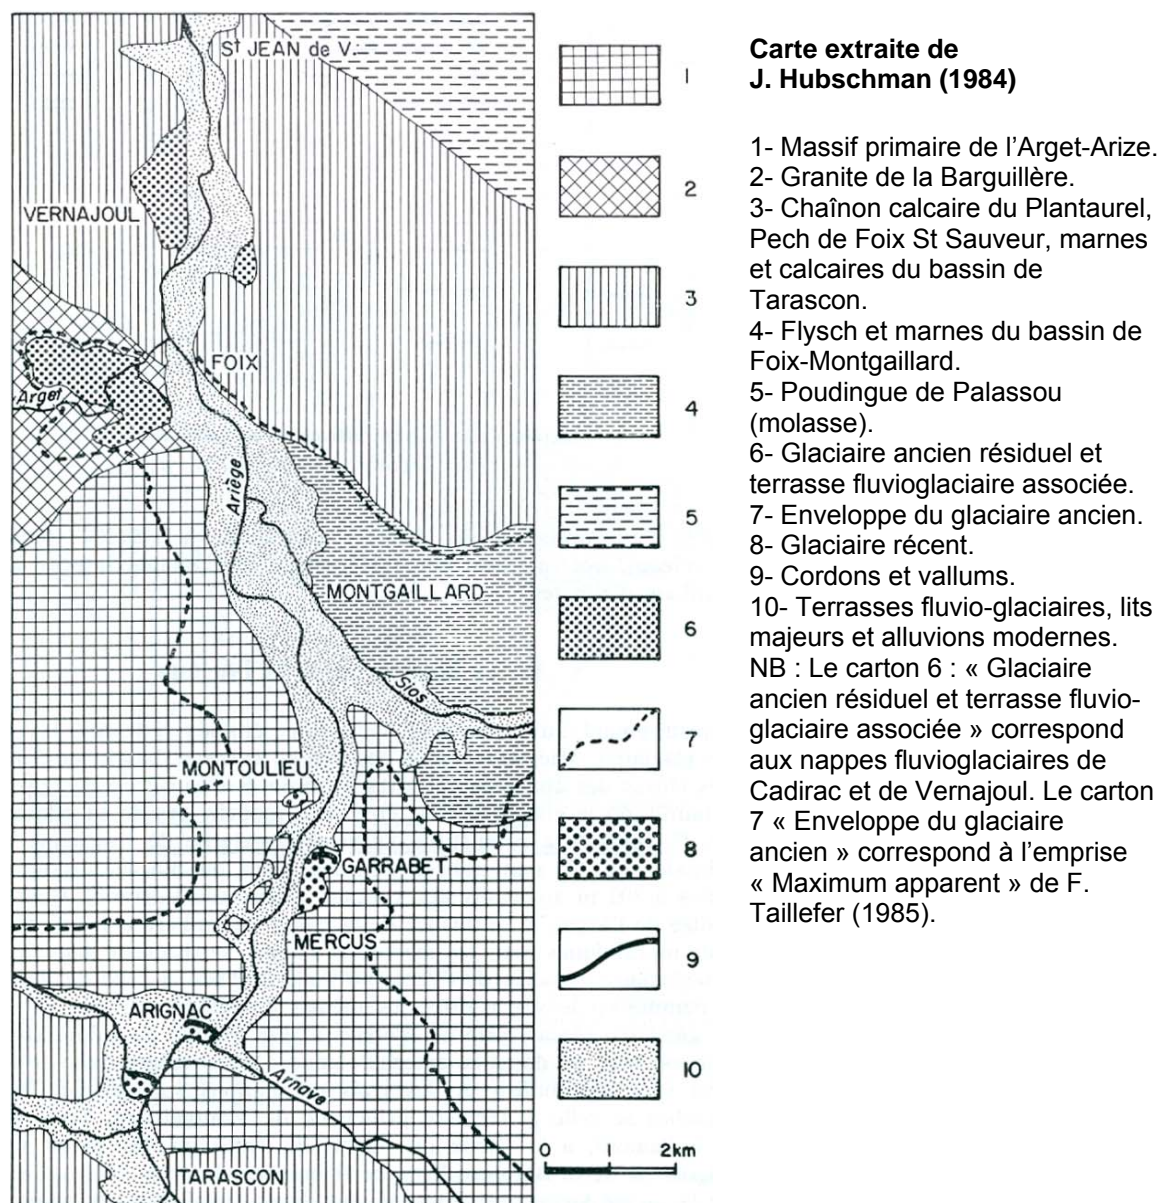 St JEAN de V.
VERNAJOUL
FOIX
Arget
Ariège
MONTGAILLARD
Sios
MONTOULIEU
GARRABET
MERCUS
ARIGNAC
Arnave
TARASCON
1
2
3
4
5
6
7
8
9
10
0 1 2km
Carte extraite de
J. Hubschman (1984)
1- Massif primaire de l’Arget-Arize.
2- Granite de la Barguillère.
3- Chaînon calcaire du Plantaurel,
Pech de Foix St Sauveur, marnes
et calcaires du bassin de
Tarascon.
4- Flysch et marnes du bassin de
Foix-Montgaillard.
5- Poudingue de Palassou
(molasse).
6- Glaciaire ancien résiduel et
terrasse fluvioglaciaire associée.
7- Enveloppe du glaciaire ancien.
8- Glaciaire récent.
9- Cordons et vallums.
10- Terrasses fluvio-glaciaires, lits
majeurs et alluvions modernes.
NB : Le carton 6 : « Glaciaire
ancien résiduel et terrasse fluvio-
glaciaire associée » correspond
aux nappes fluvioglaciaires de
Cadirac et de Vernajoul. Le carton
7 « Enveloppe du glaciaire
ancien » correspond à l’emprise
« Maximum apparent » de F.
Taillefer (1985).